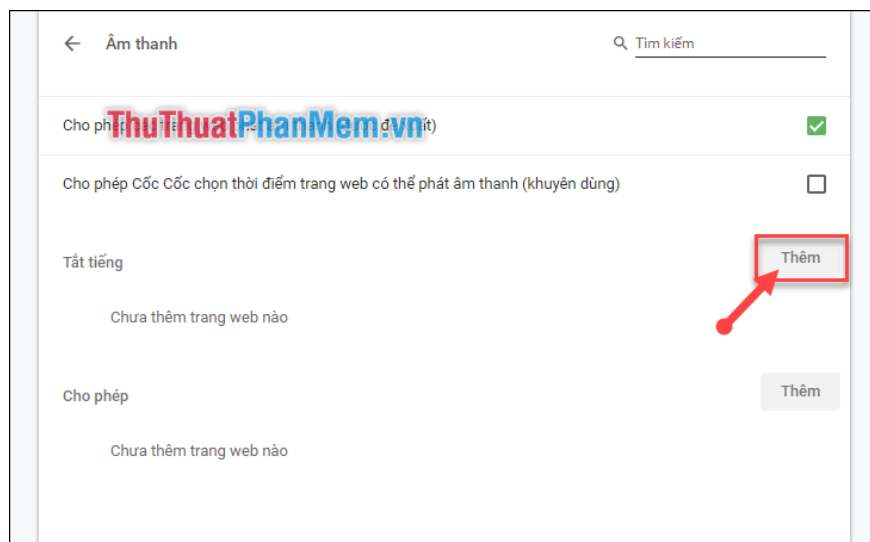 Âm thanh
Tìm kiếm
Cho phép
ThuThuatPhanMem.vn
Cho phép Cốc Cốc chọn thời điểm trang web có thể phát âm thanh (khuyên dùng)
Tắt tiếng
Thêm
Chưa thêm trang web nào
Cho phép
Thêm
Chưa thêm trang web nào